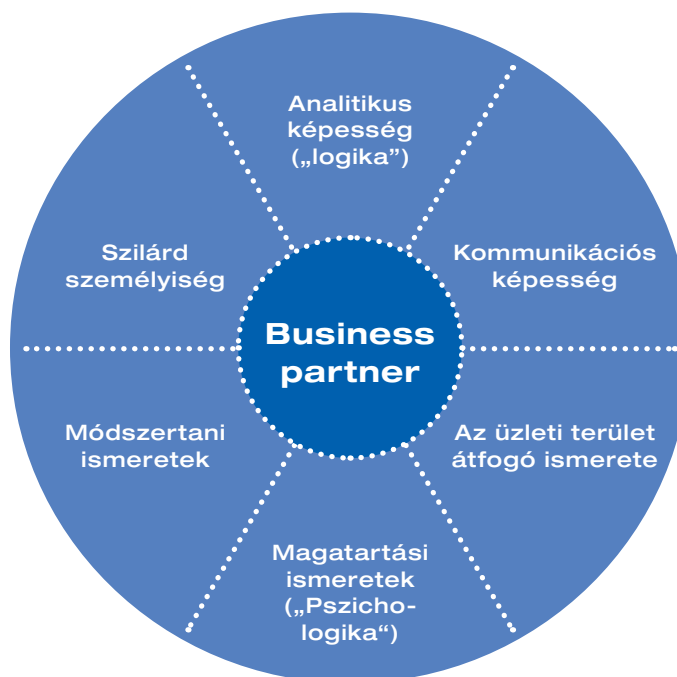 Analitikus
képesség
(„logika”)
Szilárd
személyiség
Kommunikációs
képesség
Business
partner
Módszertani
ismeretek
Az üzleti terület
átfogó ismerete
Magatartási
ismeretek
(„Pszicho-
logika“)